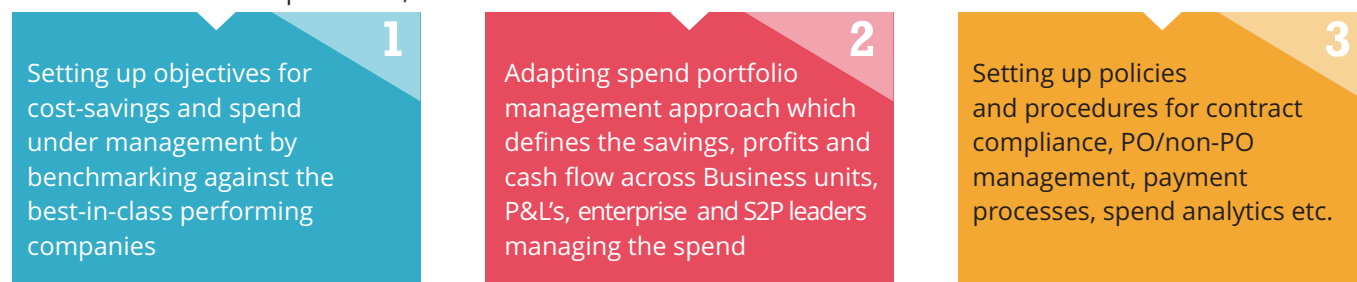 1
Setting up objectives for
cost-savings and spend
under management by
benchmarking against the
best-in-class performing
companies
2
Adapting spend portfolio
management approach which
defines the savings, profits and
cash flow across Business units,
P&L's, enterprise and S2P leaders
managing the spend
3
Setting up policies
and procedures for contract
compliance, PO/non-PO
management, payment
processes, spend analytics etc.